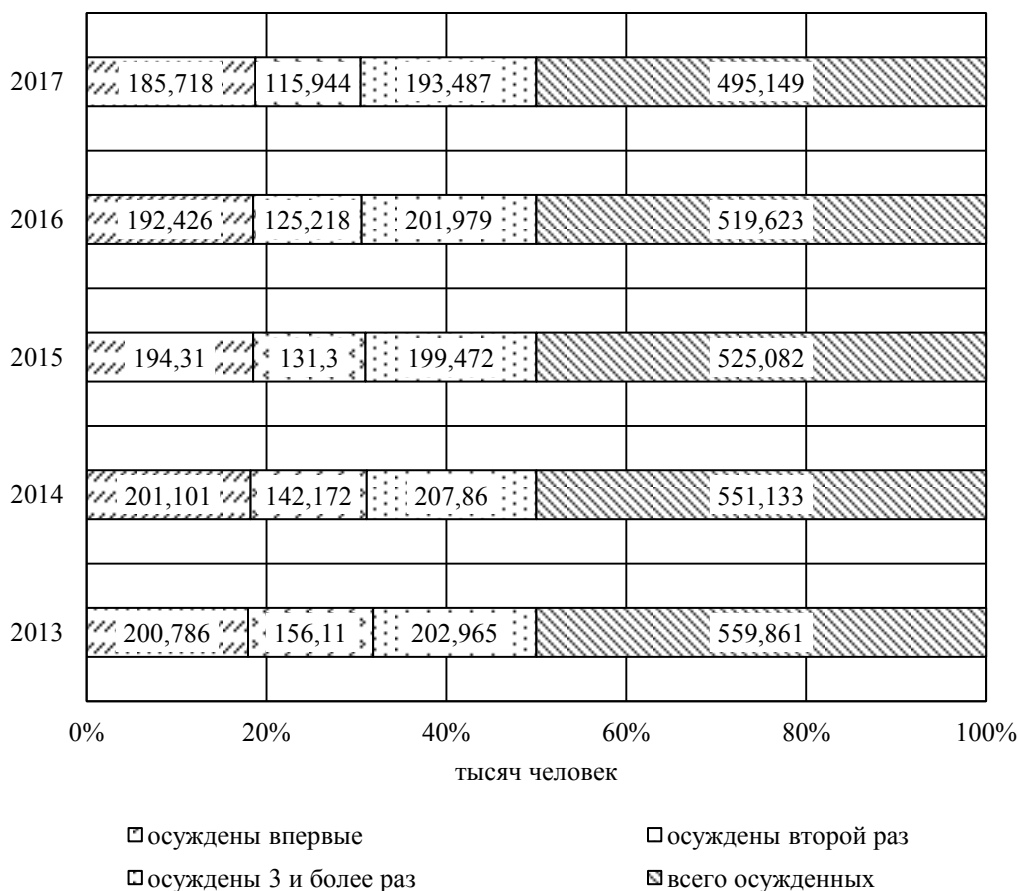 2017 185,718 115,944 193,487 495,149
2016 192,426 125,218 201,979 519,623
2015 194,31 131,3 199,472 525,082
2014 201,101 142,172 207,86 551,133
2013 200,786 156,11 202,965 559,861
0% 20% 40% 60% 80% 100%
тысяч человек
осуждены впервые осуждены второй раз
осуждены 3 и более раз всего осужденных